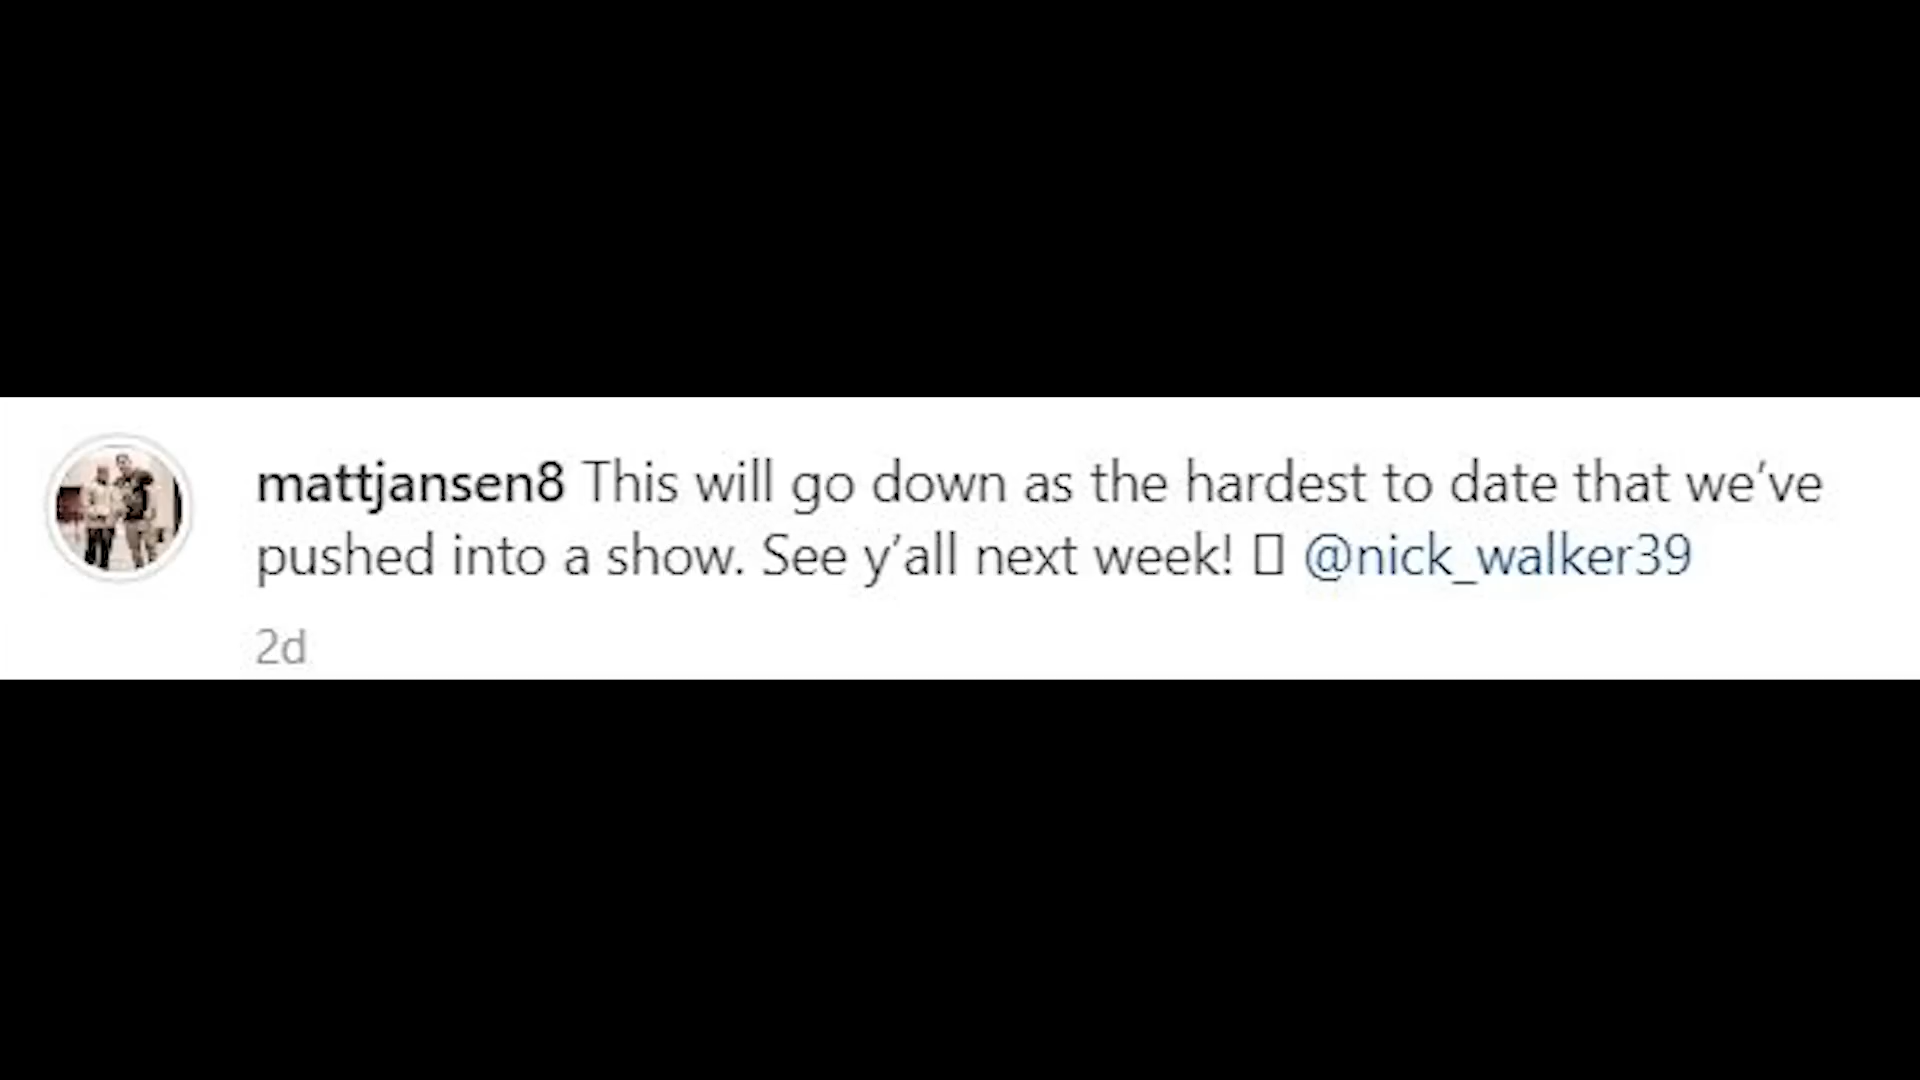 mattjansen8 This will go down as the hardest to date that we’ve
pushed into a show. See y’all next week! ▯ @nick_walker39
2d